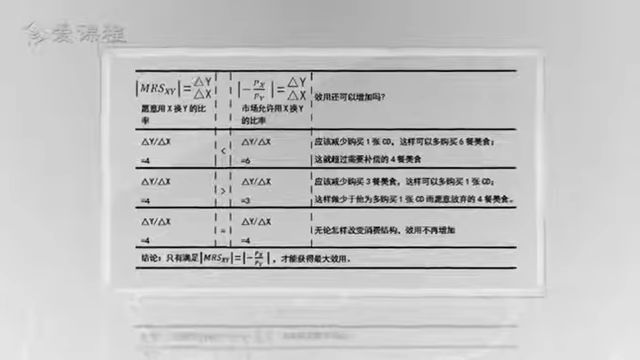 爱课程
|MRS_XY|=△Y/△X
愿意用X换Y的比
率
|-P_X/P_Y|=△Y/△X
市场允许用X换Y
的比率
效用还可以增加吗？
△Y/△X
=4
<
△Y/△X
=6
应该减少购买1张CD，这样可以多购买6餐美食；
这就超过需要补偿的4餐美食
△Y/△X
=4
>
△Y/△X
=3
应该减少购买3餐美食，这样可以多购买1张CD；
这样做少于他为多购买1张CD而愿意放弃的4餐美食。
△Y/△X
=4
=
△Y/△X
=4
无论怎样改变消费结构，效用不再增加
结论：只有满足|MRS_XY|=|-P_X/P_Y|，才能获得最大效用。